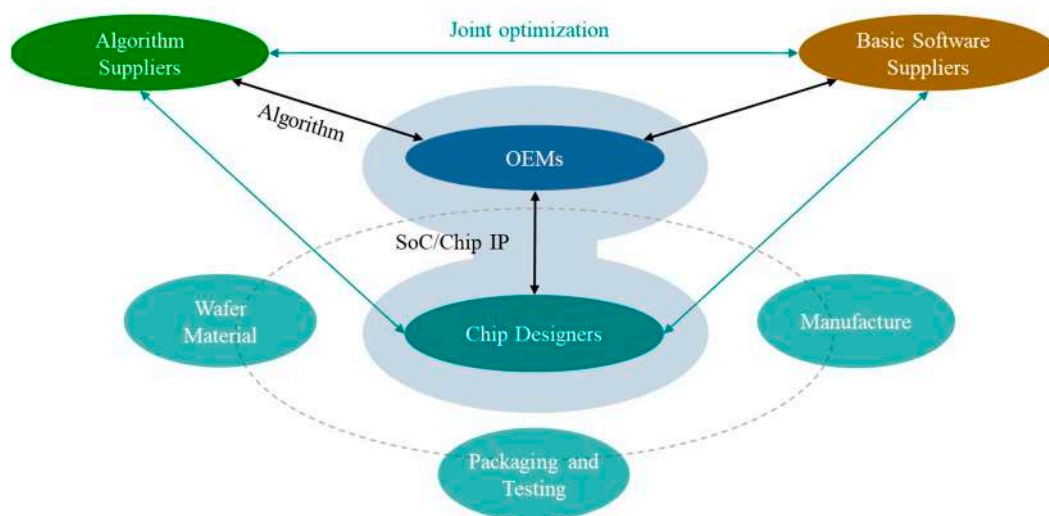 Algorithm
Suppliers
Joint optimization
Basic Software
Suppliers
Algorithm
OEMs
SoC/Chip IP
Wafer
Material
Chip Designers
Manufacture
Packaging and
Testing